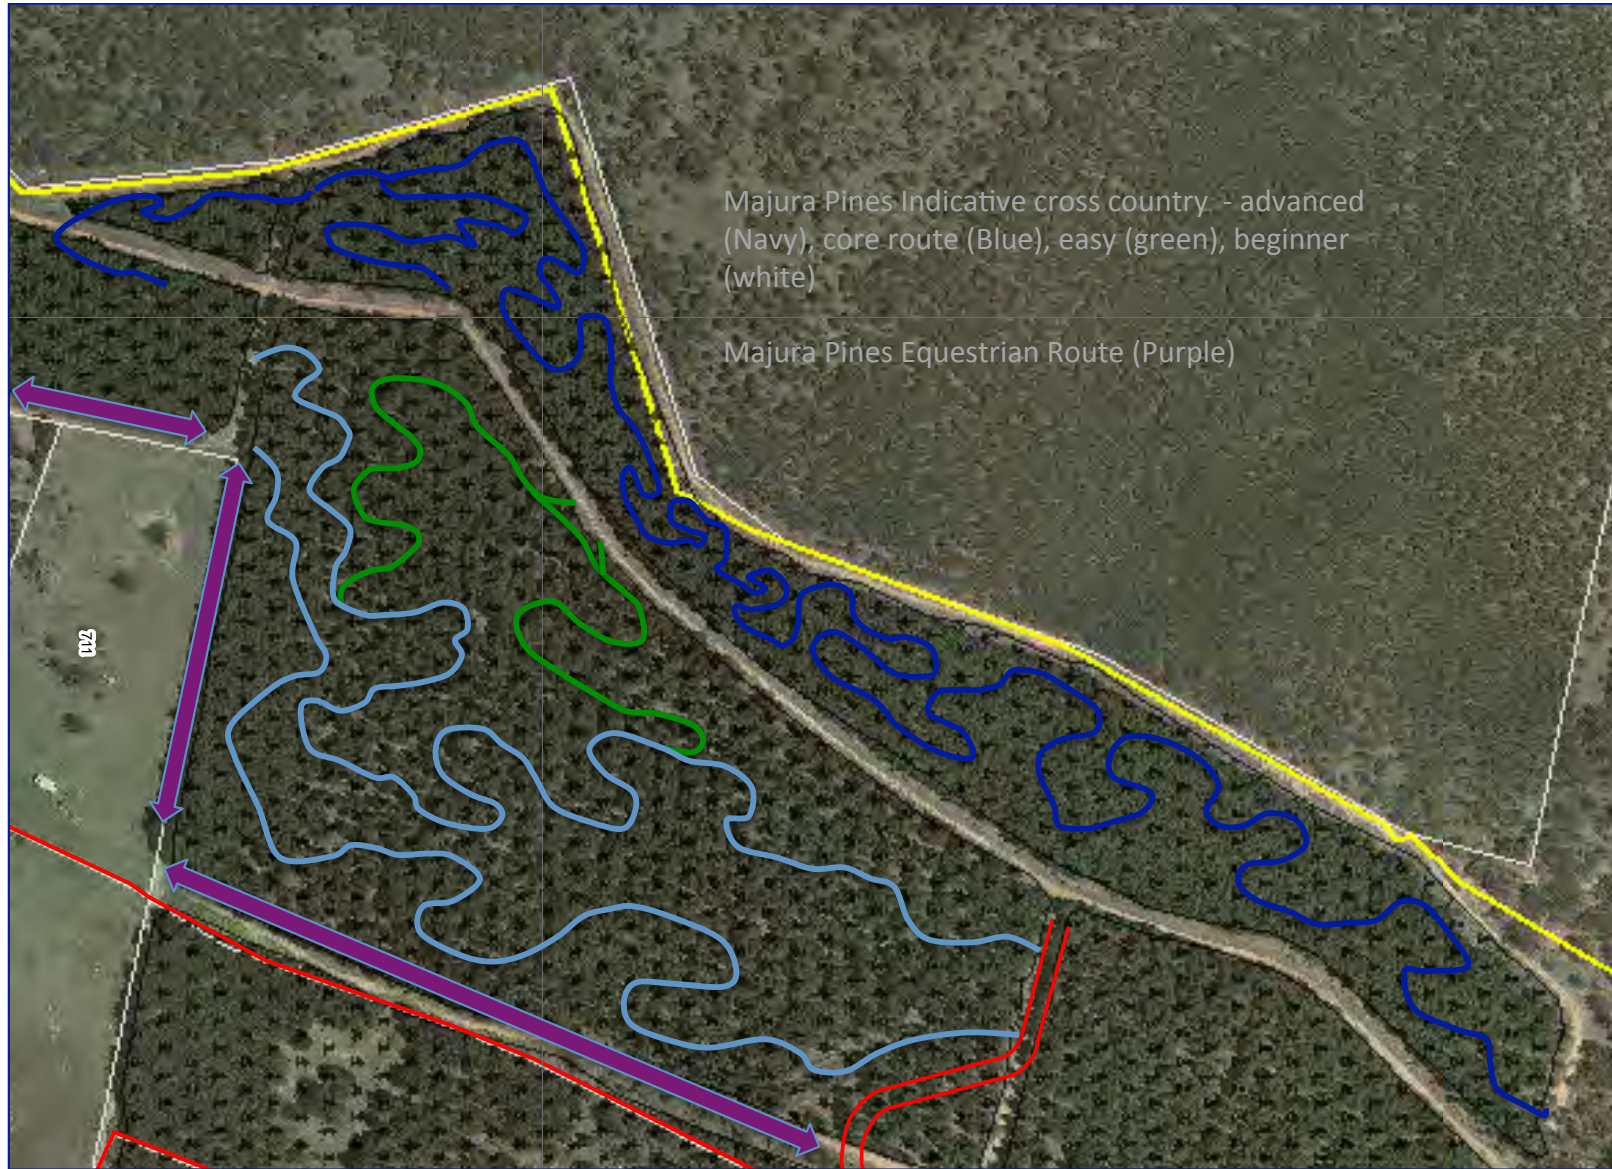 Majura Pines Indicative cross country - advanced
(Navy), core route (Blue), easy (green), beginner
(white)
Majura Pines Equestrian Route (Purple)
711